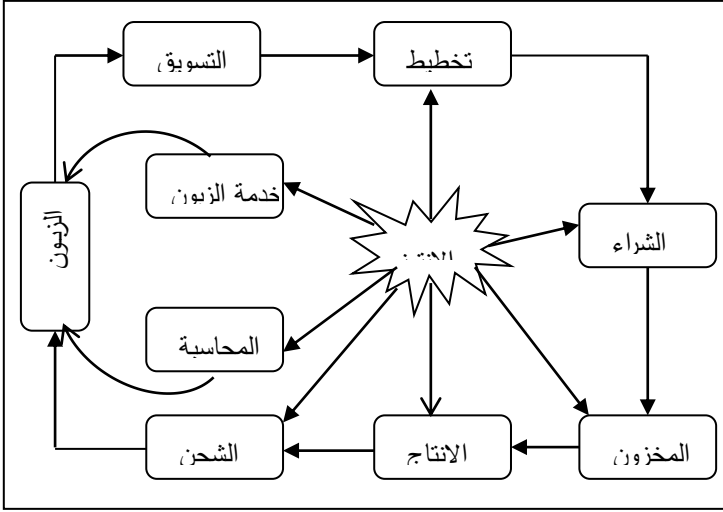 التسويق
تخطيط
خدمة الزبون
الزبون
الشراء
المحاسبة
الشحن
الانتاج
المخزون